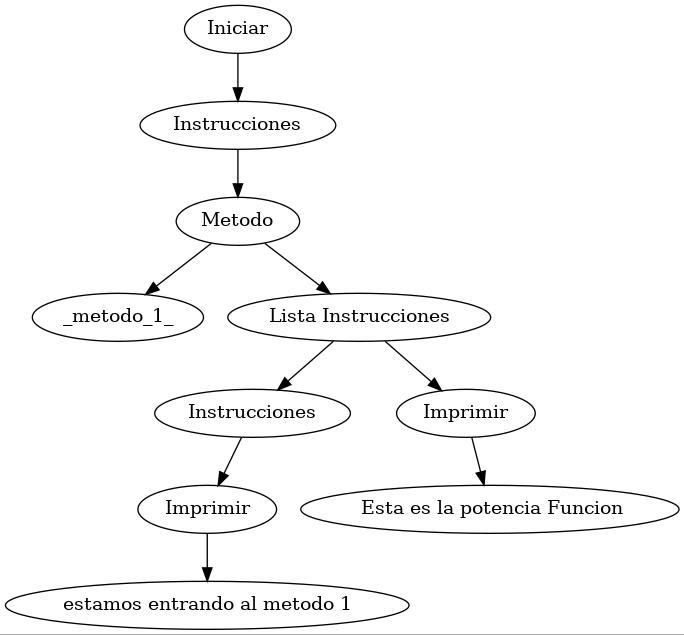 Iniciar
Instrucciones
Metodo
_metodo_1_
Lista Instrucciones
Instrucciones
Imprimir
Imprimir
Esta es la potencia Funcion
estamos entrando al metodo 1